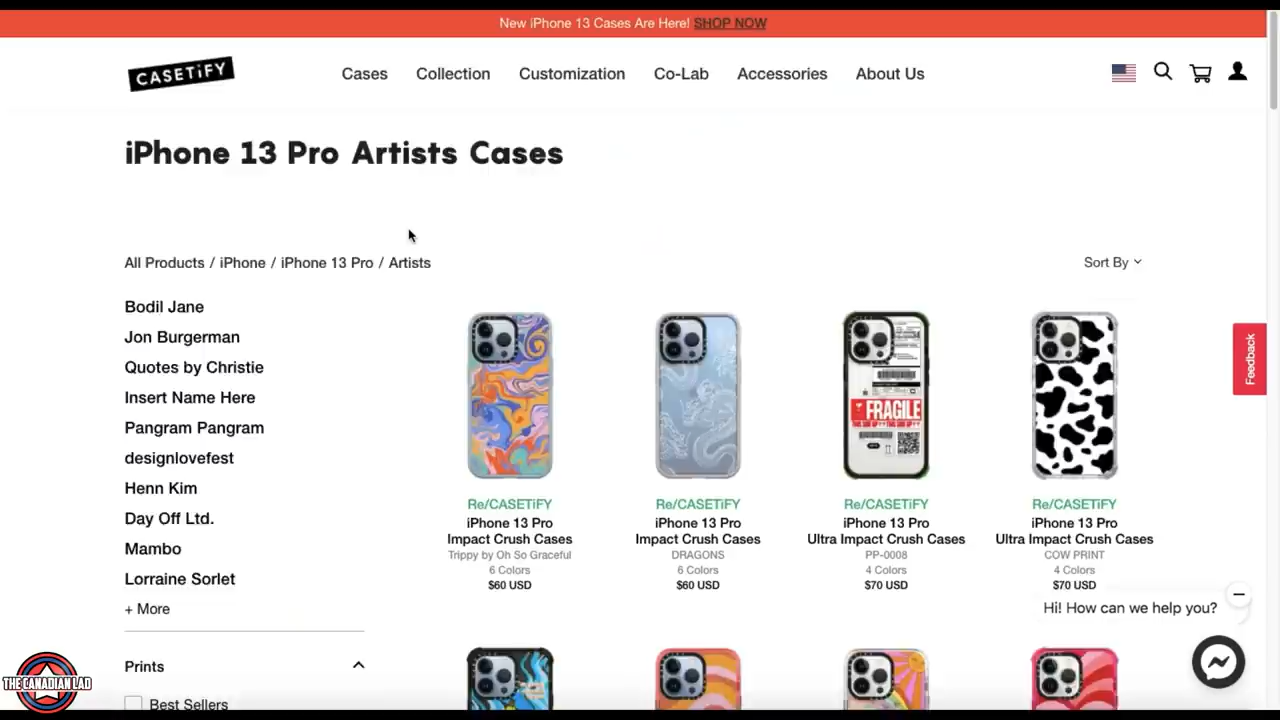 New iPhone 13 Cases Are Here! SHOP NOW
CASETiFY
Cases Collection Customization Co-Lab Accessories About Us
iPhone 13 Pro Artists Cases
All Products / iPhone / iPhone 13 Pro / Artists
Sort By
Bodil Jane
Jon Burgerman
Quotes by Christie
Insert Name Here
Pangram Pangram
designlovefest
Henn Kim
Day Off Ltd.
Mambo
Lorraine Sorlet
+ More
Prints
Best Sellers
FRAGILE
Re/CASETiFY
iPhone 13 Pro
Impact Crush Cases
Trippy by Oh So Graceful
6 Colors
$60 USD
Re/CASETiFY
iPhone 13 Pro
Impact Crush Cases
DRAGONS
6 Colors
$60 USD
Re/CASETiFY
iPhone 13 Pro
Ultra Impact Crush Cases
PP-0008
4 Colors
$70 USD
Re/CASETiFY
iPhone 13 Pro
Ultra Impact Crush Cases
COW PRINT
4 Colors
$70 USD
Feedback
Hi! How can we help you?
THE CANADIAN LAD